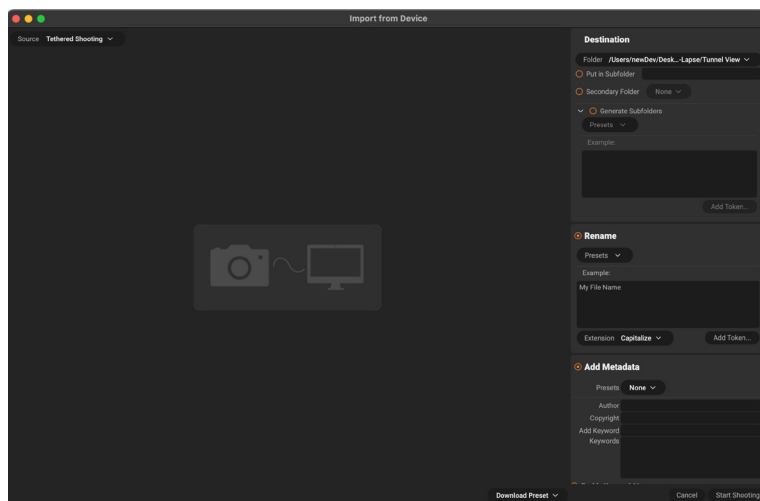 Import from Device
Source Tethered Shooting
Destination
Folder /Users/newDev/Desk...-Lapse/Tunnel View
Put in Subfolder
Secondary Folder None
Generate Subfolders
Presets
Example:
Add Token...
Rename
Presets
Example:
My File Name
Extension Capitalize
Add Token...
Add Metadata
Presets None
Author
Copyright
Add Keyword
Keywords
Download Preset
Cancel
Start Shooting